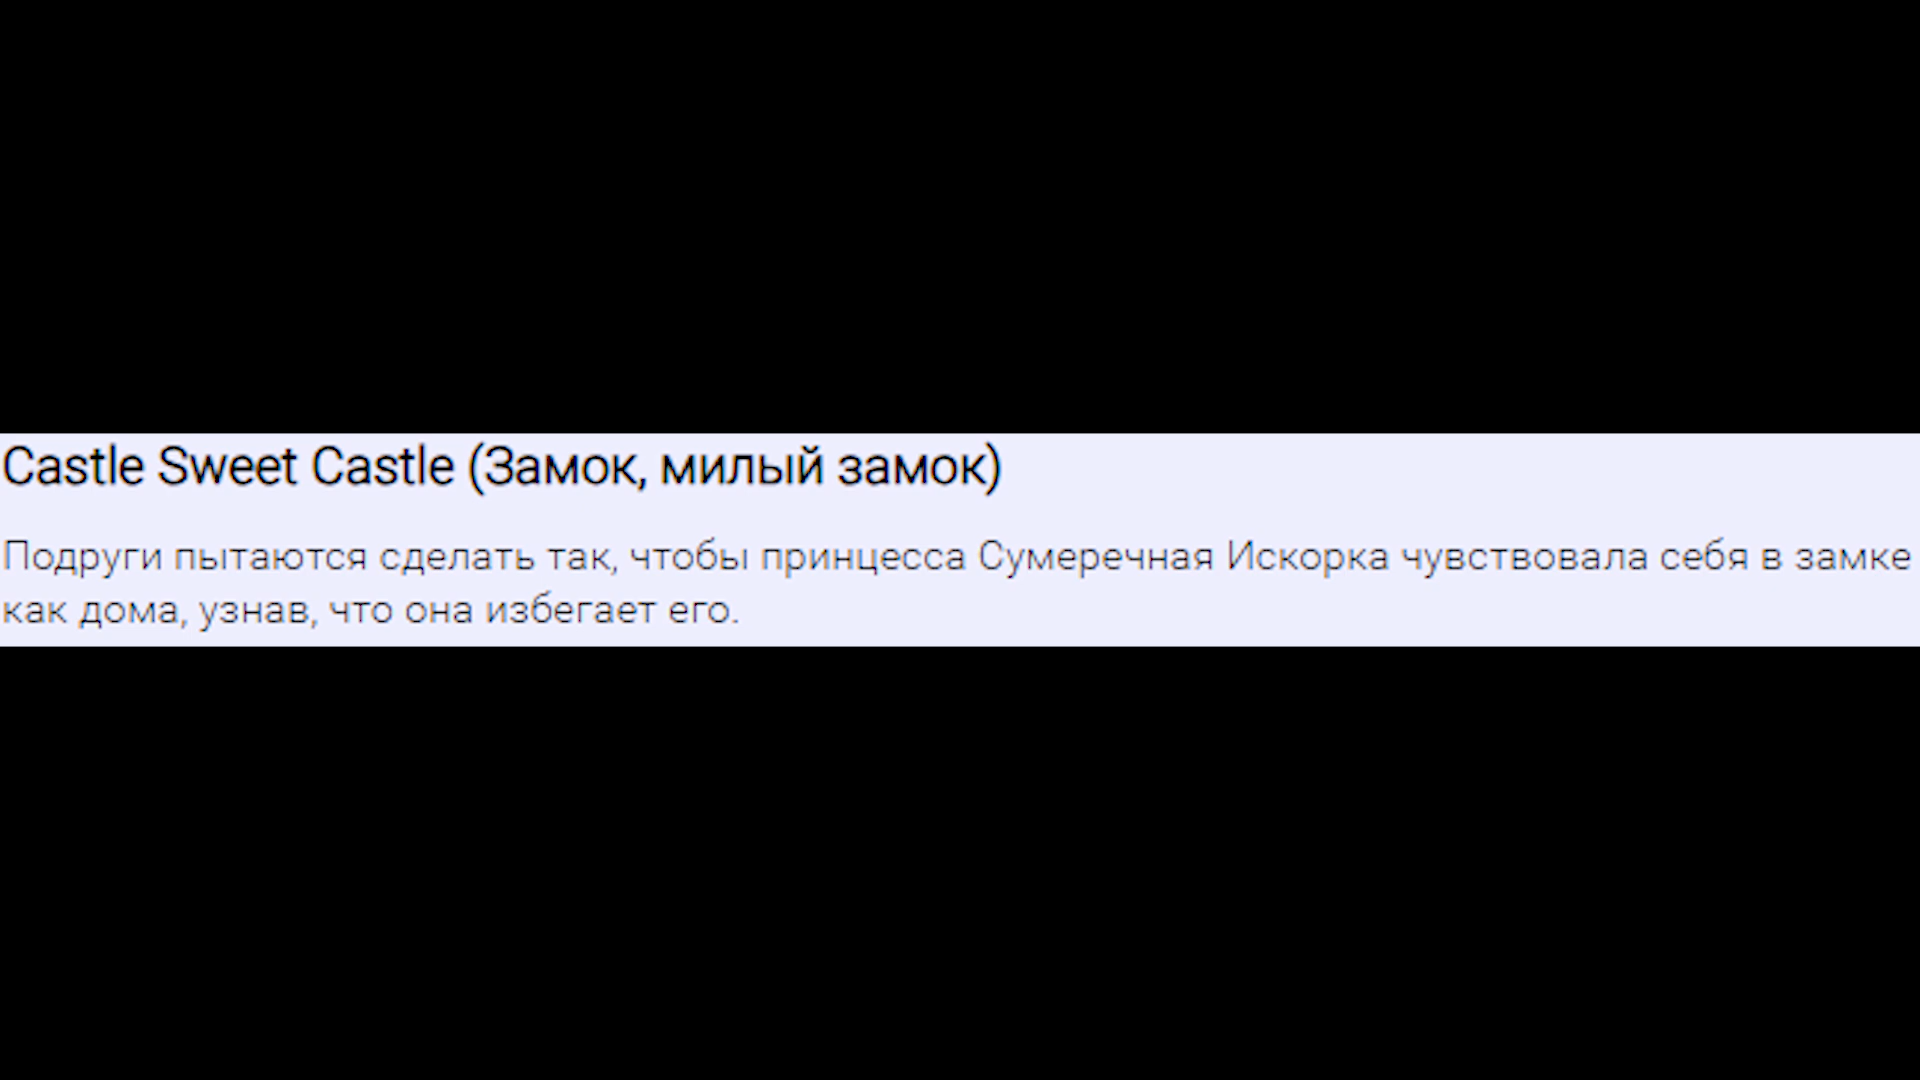 Castle Sweet Castle (Замок, милый замок)
Подруги пытаются сделать так, чтобы принцесса Сумеречная Искорка чувствовала себя в замке
как дома, узнав, что она избегает его.